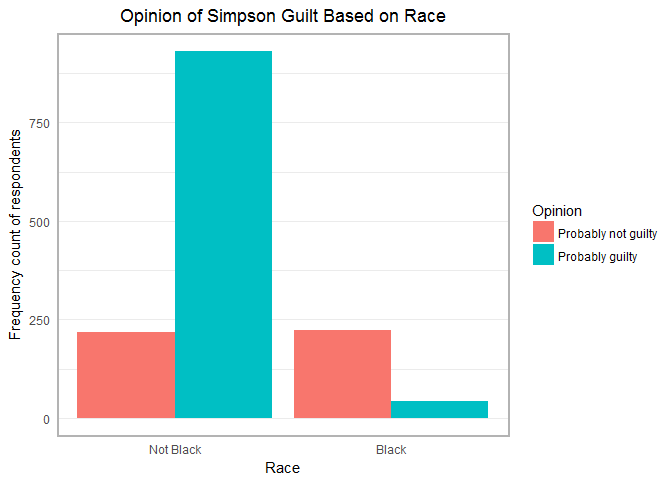 Opinion of Simpson Guilt Based on Race
Frequency count of respondents
750
500
250
0
Not Black
Black
Race
Opinion
Probably not guilty
Probably guilty